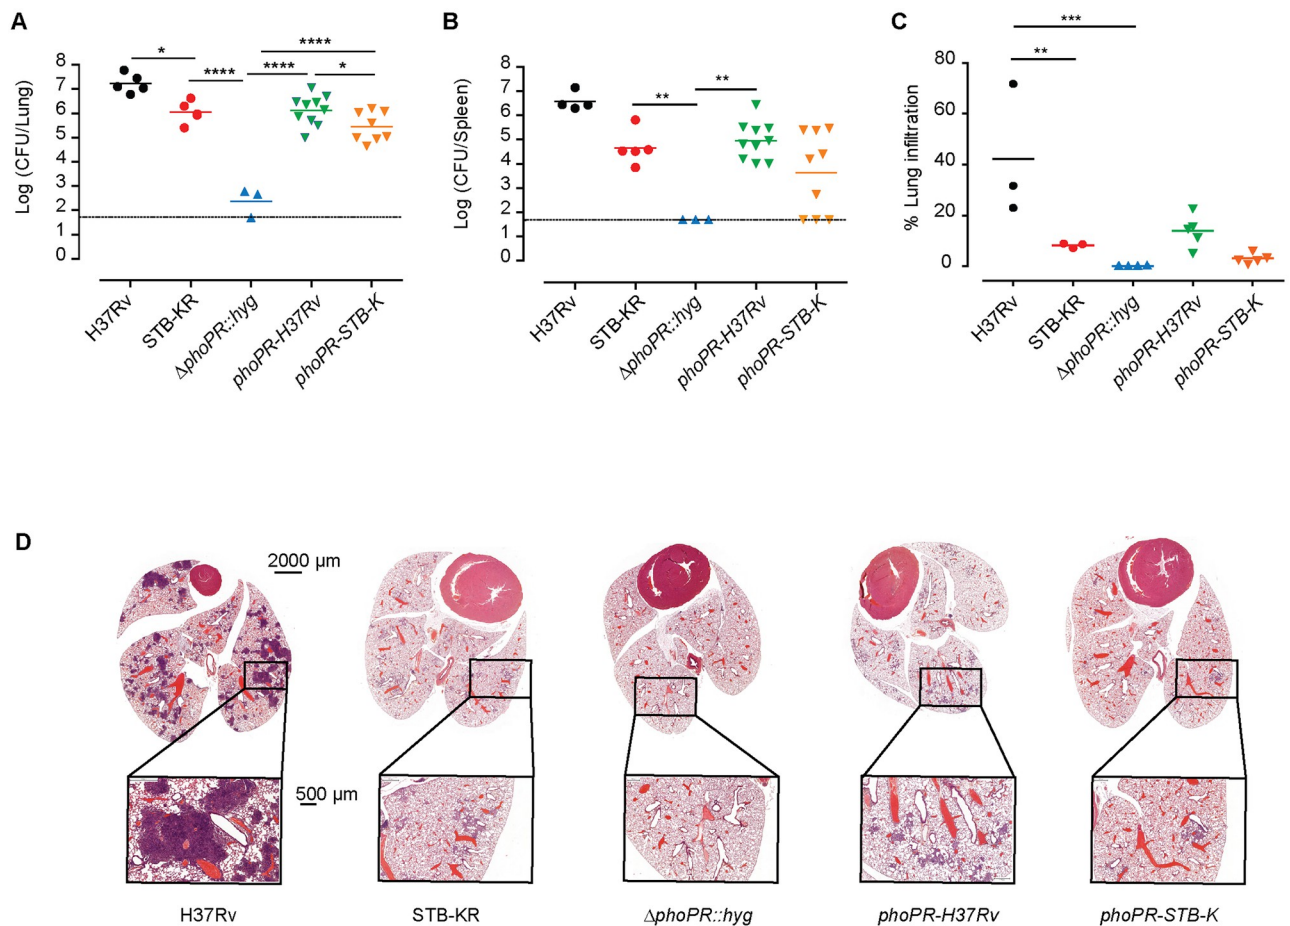 A
Log (CFU/Lung)
8
7
6
5
4
3
2
1
0
*
****
****
****
*
H37Rv
STB-KR
ΔphoPR::hyg
phoPR-H37Rv
phoPR-STB-K
B
Log (CFU/Spleen)
8
7
6
5
4
3
2
1
0
**
**
H37Rv
STB-KR
ΔphoPR::hyg
phoPR-H37Rv
phoPR-STB-K
C
% Lung infiltration
80
60
40
20
0
***
**
H37Rv
STB-KR
ΔphoPR::hyg
phoPR-H37Rv
phoPR-STB-K
D
2000 µm
500 µm
H37Rv
STB-KR
ΔphoPR::hyg
phoPR-H37Rv
phoPR-STB-K